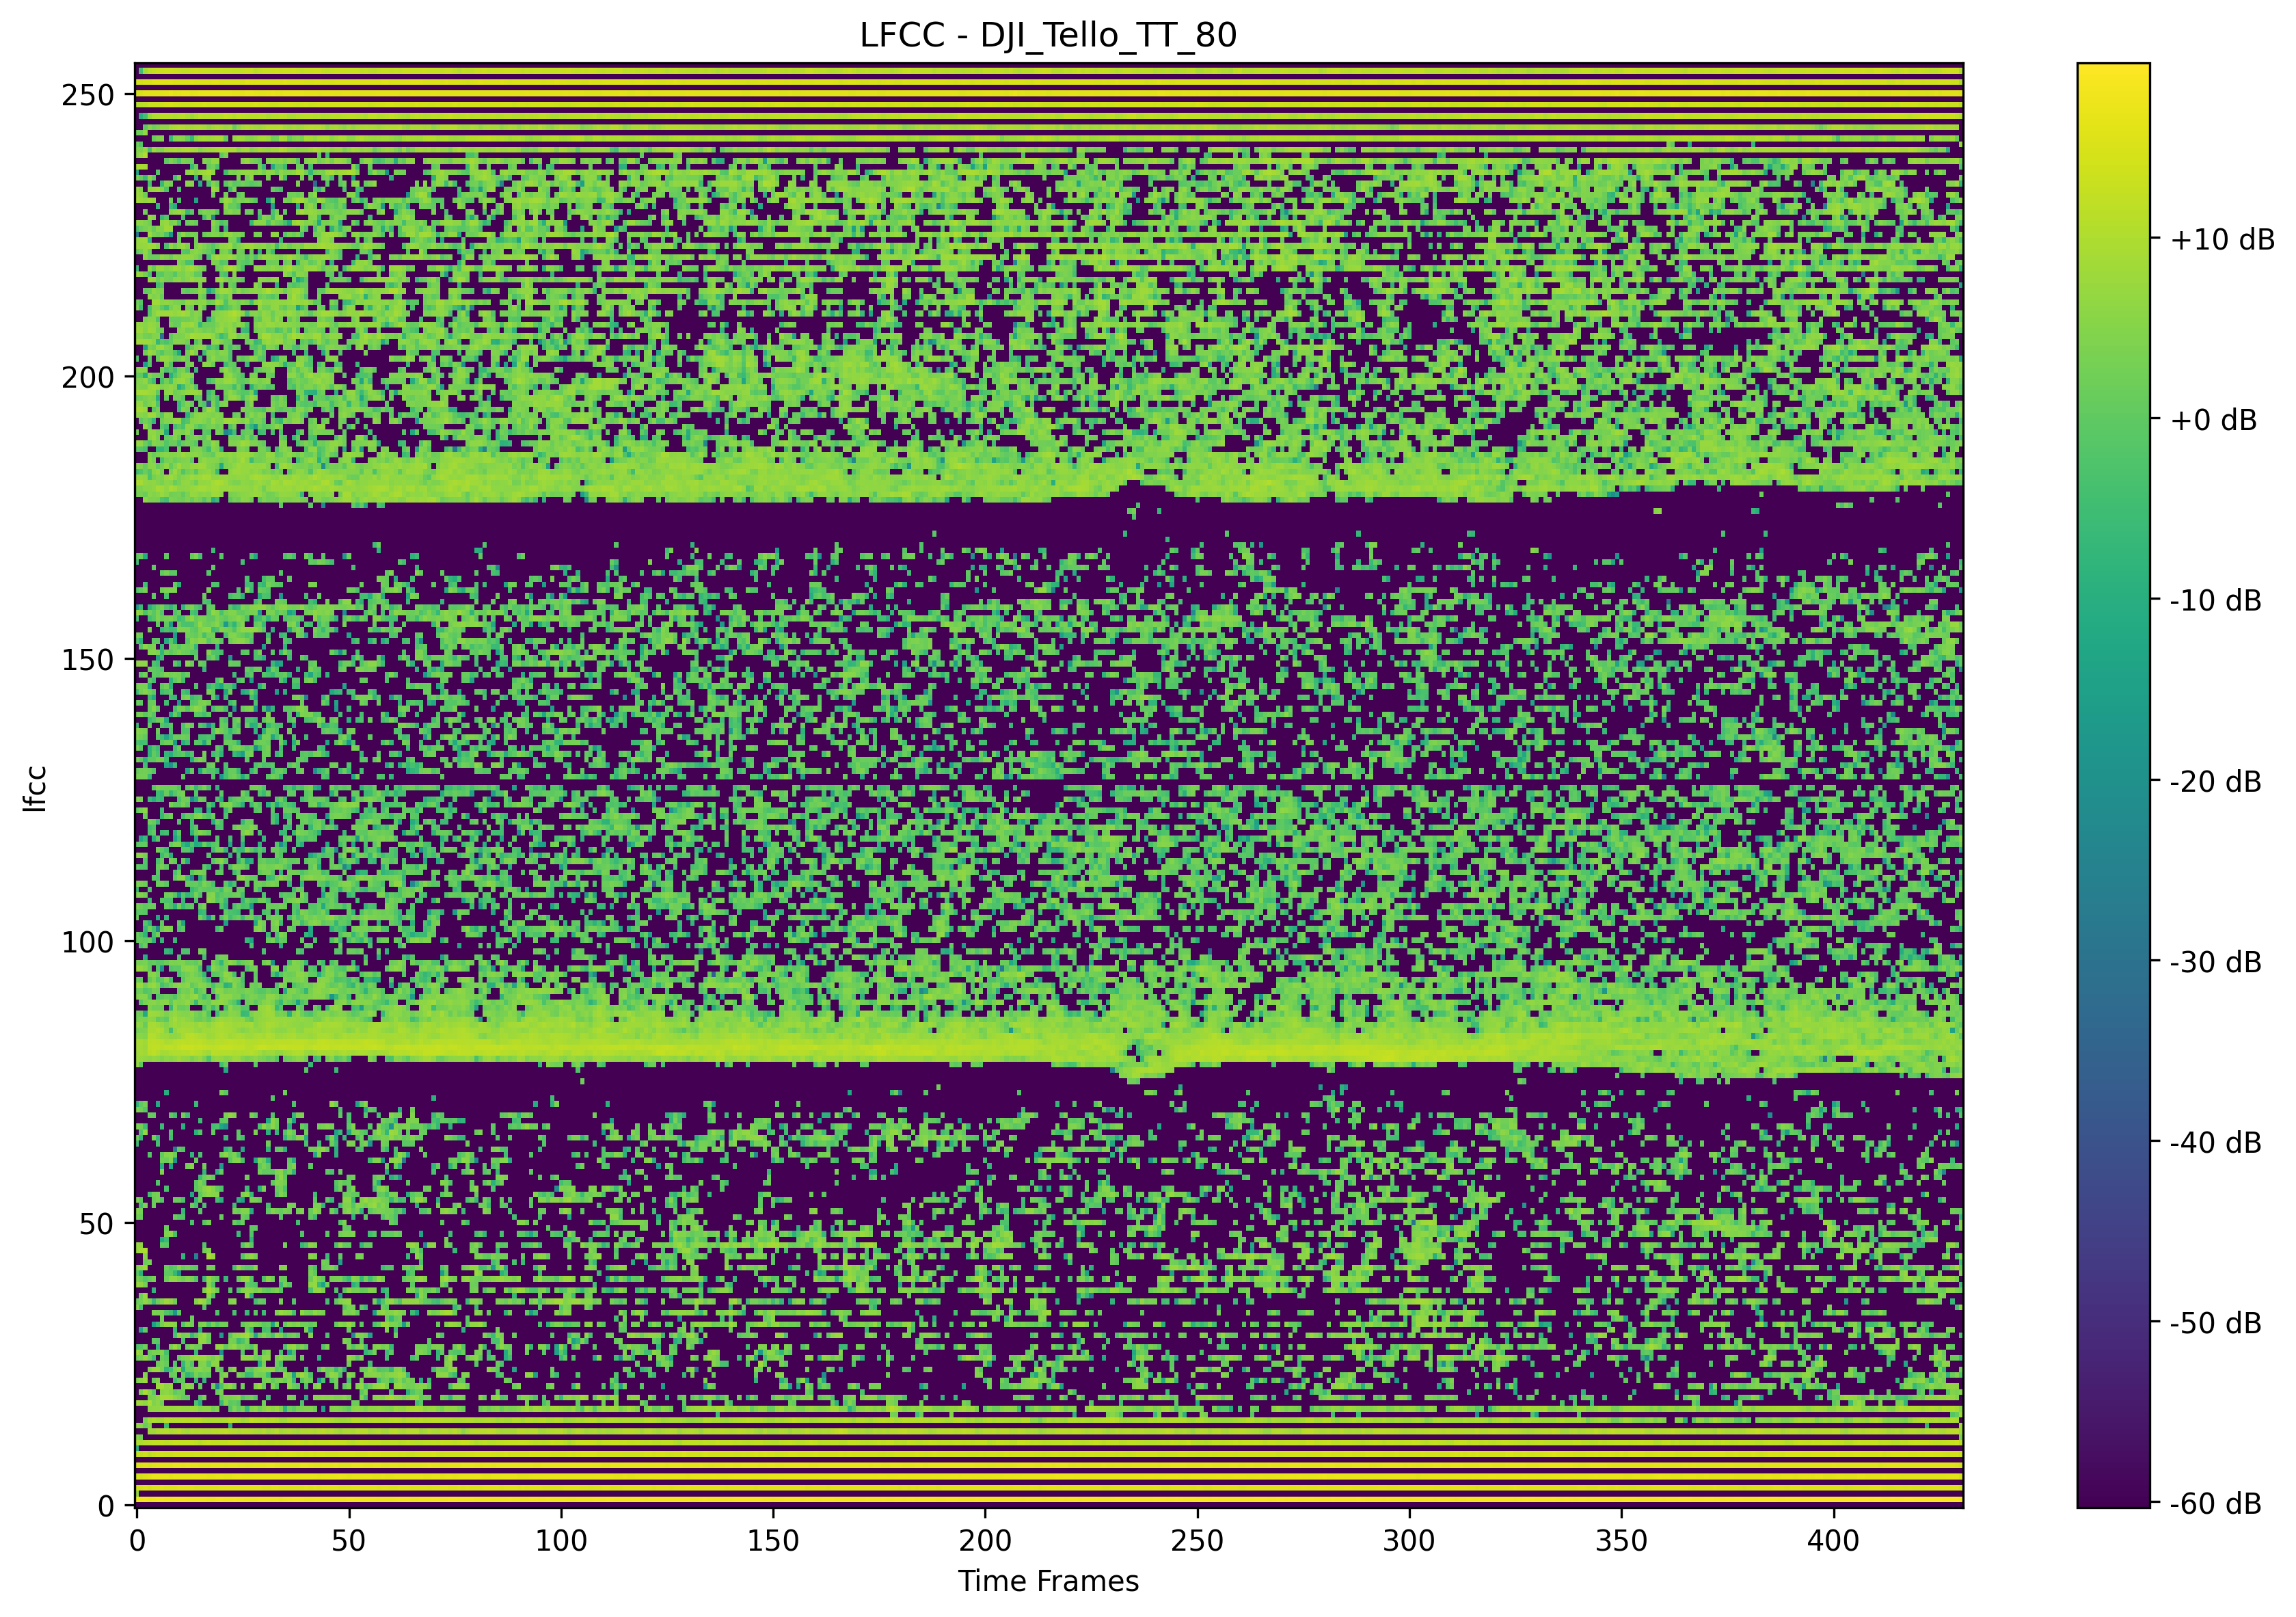 LFCC - DJI_Tello_TT_80
250
200
150
100
50
0
lfcc
0 50 100 150 200 250 300 350 400
Time Frames
+10 dB
+0 dB
-10 dB
-20 dB
-30 dB
-40 dB
-50 dB
-60 dB